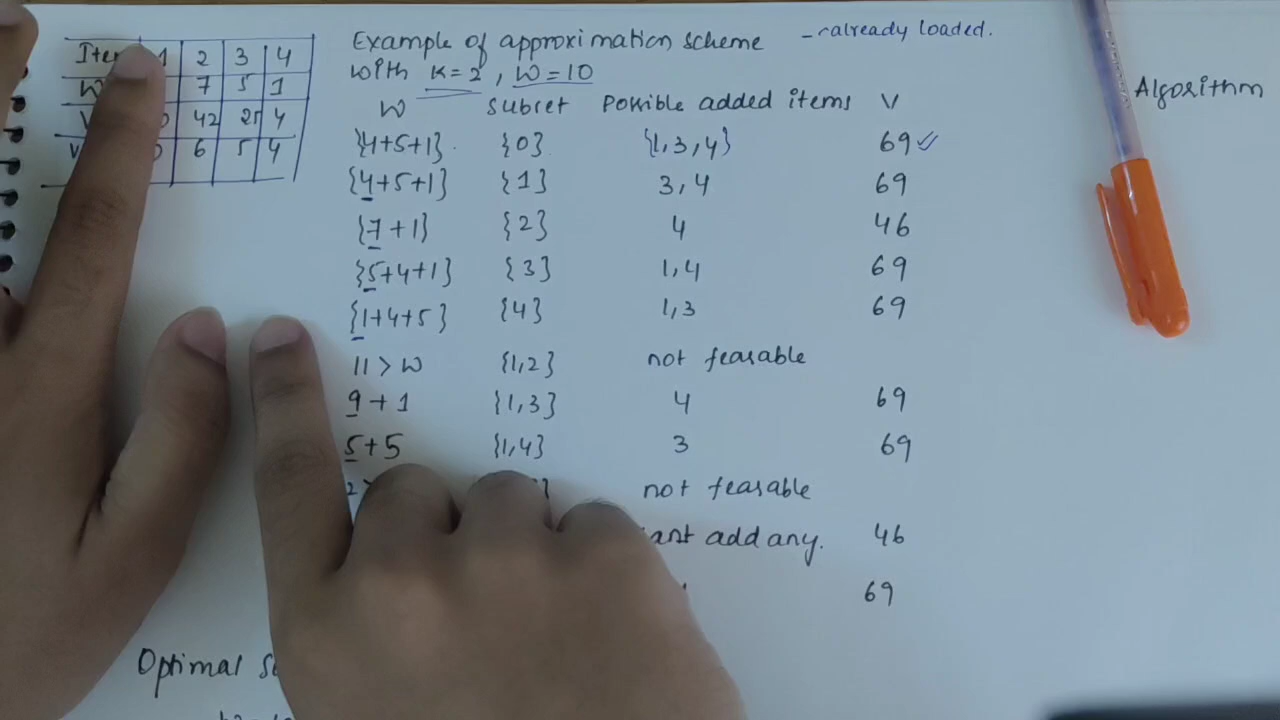 1 2 3 4
7 5 1
42 25 4
6 5 4
Example of approximation scheme - already loaded.
with K=2, W=10
W subset Possible added items V
{4+5+1} {0} {1,3,4} 69 ✓
{4+5+1} {1} 3,4 69
{7+1} {2} 4 46
{5+4+1} {3} 1,4 69
{1+4+5} {4} 1,3 69
11 > W {1,2} not feasable
9+1 {1,3} 4 69
5+5 {1,4} 3 69
not feasable
add any. 46
69
Optimal
Algorithm